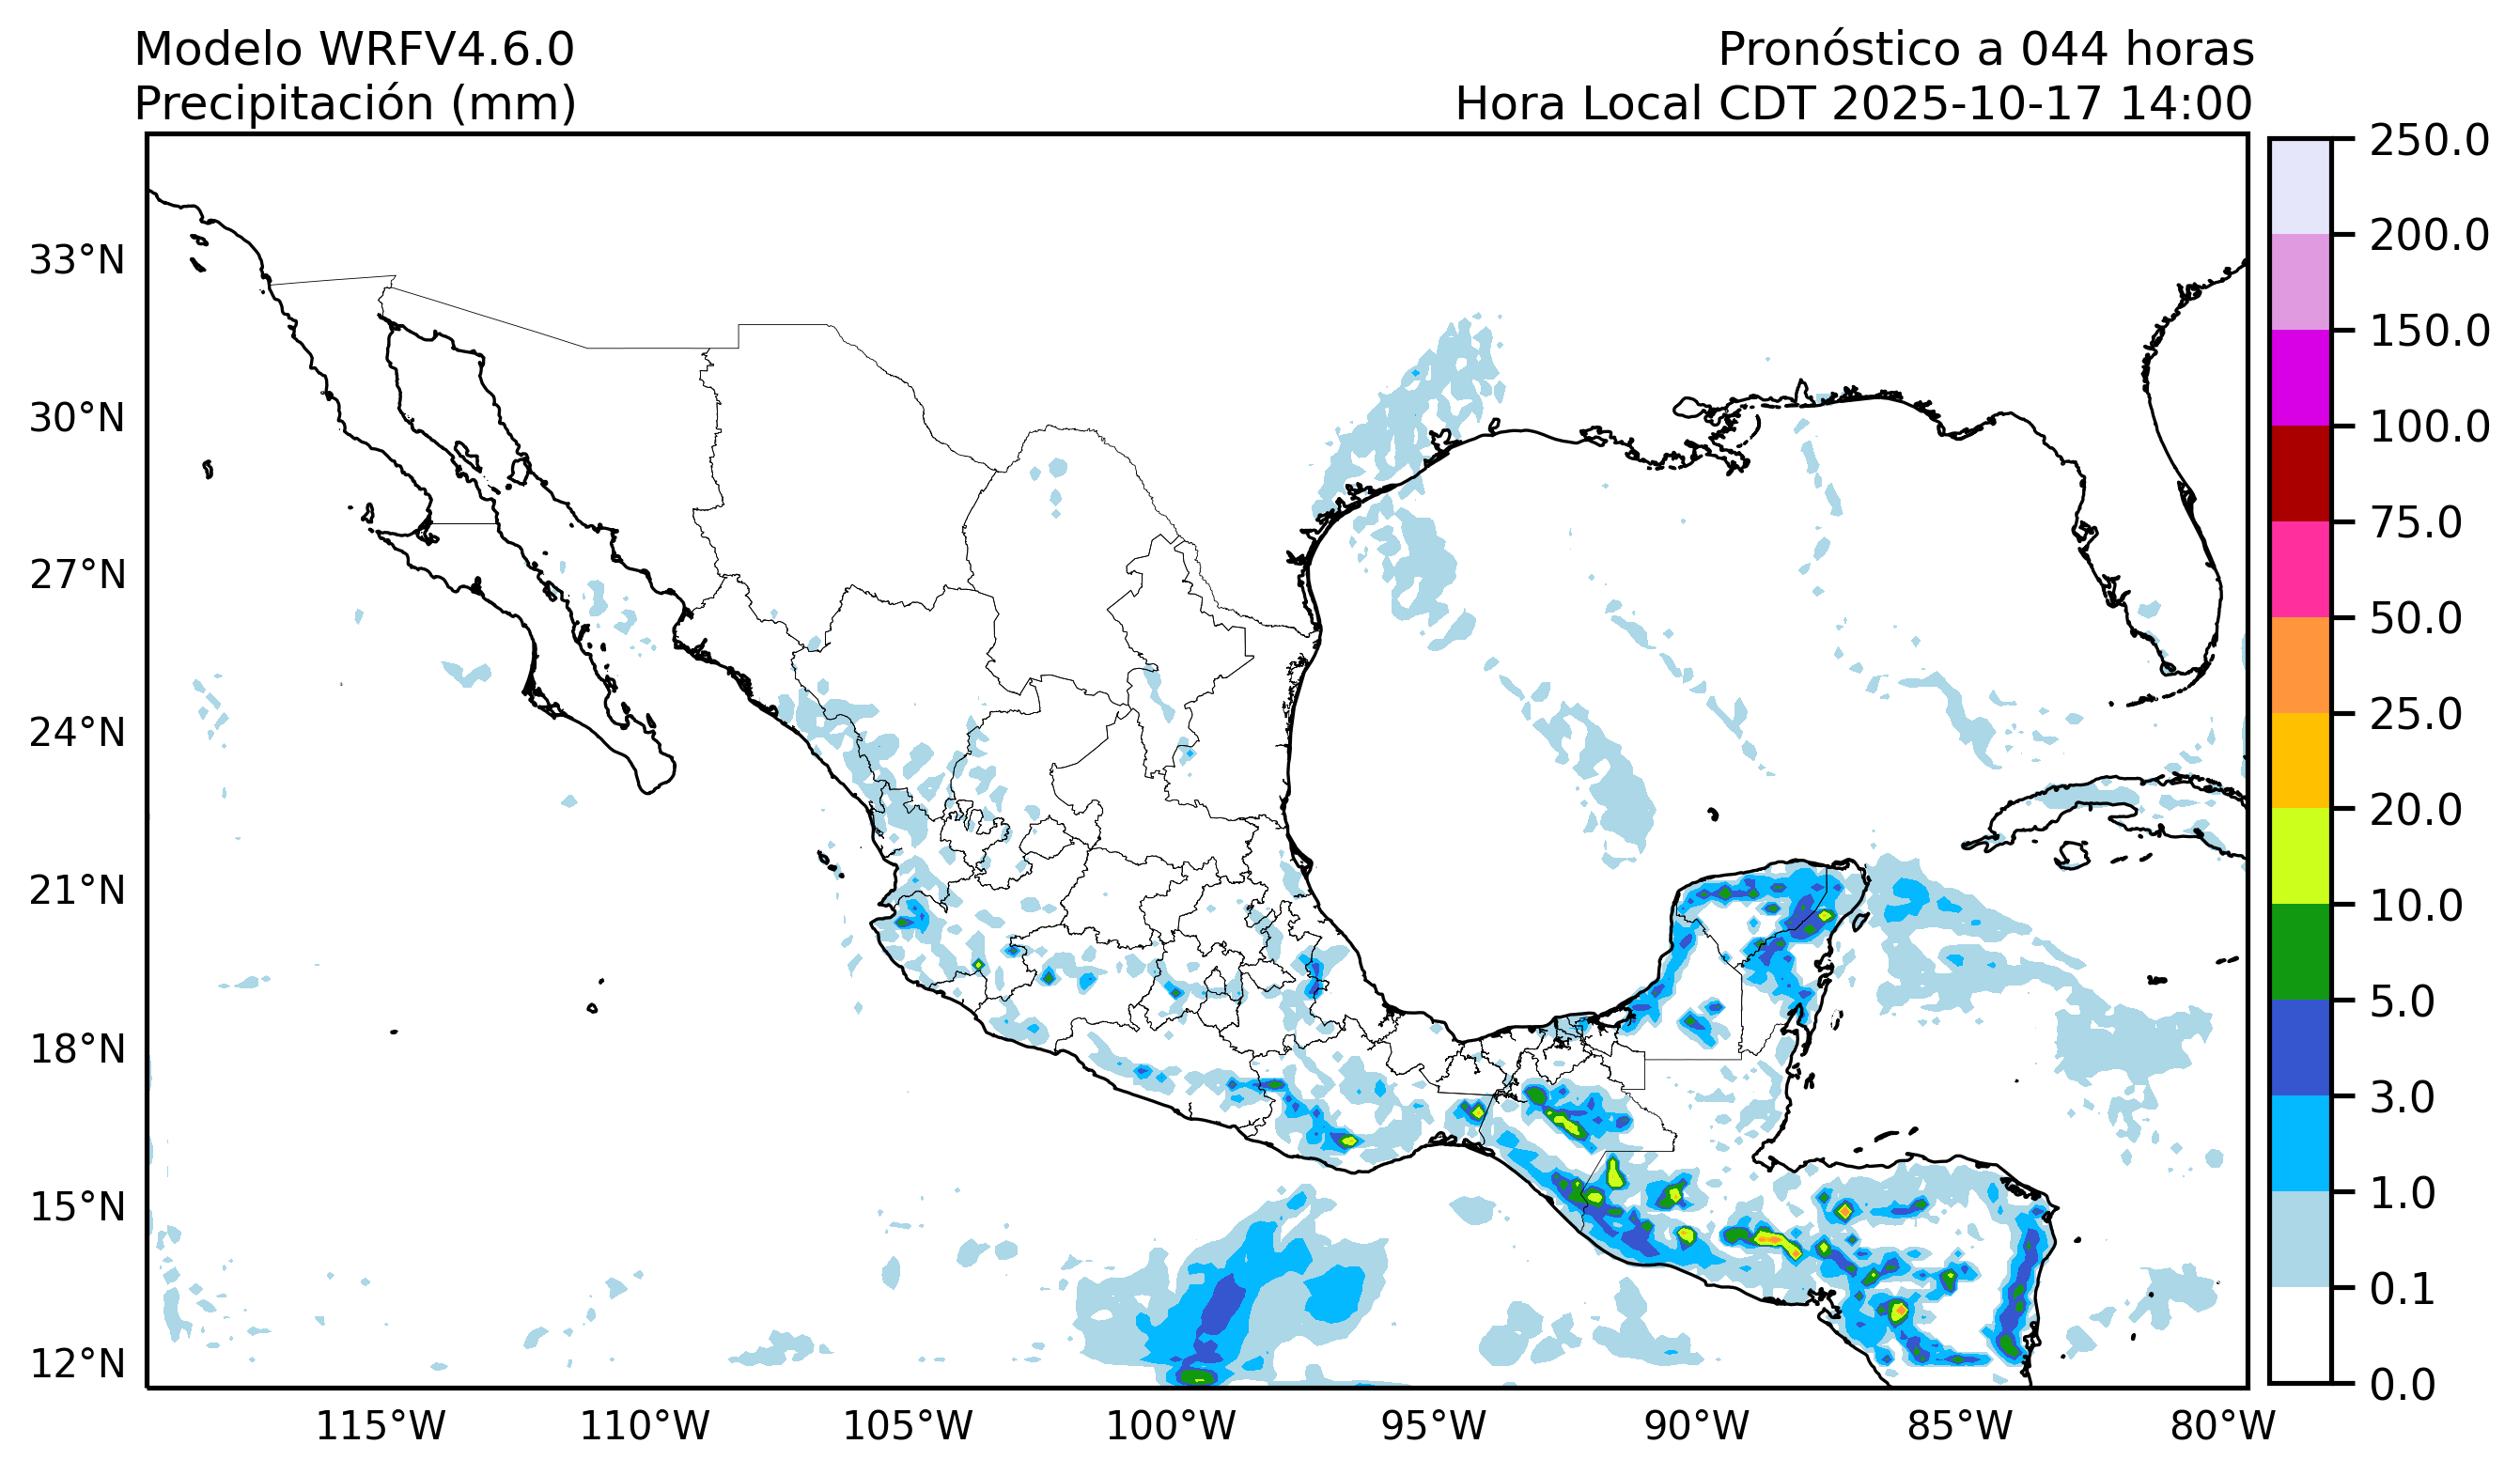 Modelo WRFV4.6.0
Precipitación (mm)
Pronóstico a 044 horas
Hora Local CDT 2025-10-17 14:00
33°N
30°N
27°N
24°N
21°N
18°N
15°N
12°N
115°W
110°W
105°W
100°W
95°W
90°W
85°W
80°W
250.0
200.0
150.0
100.0
75.0
50.0
25.0
20.0
10.0
5.0
3.0
1.0
0.1
0.0